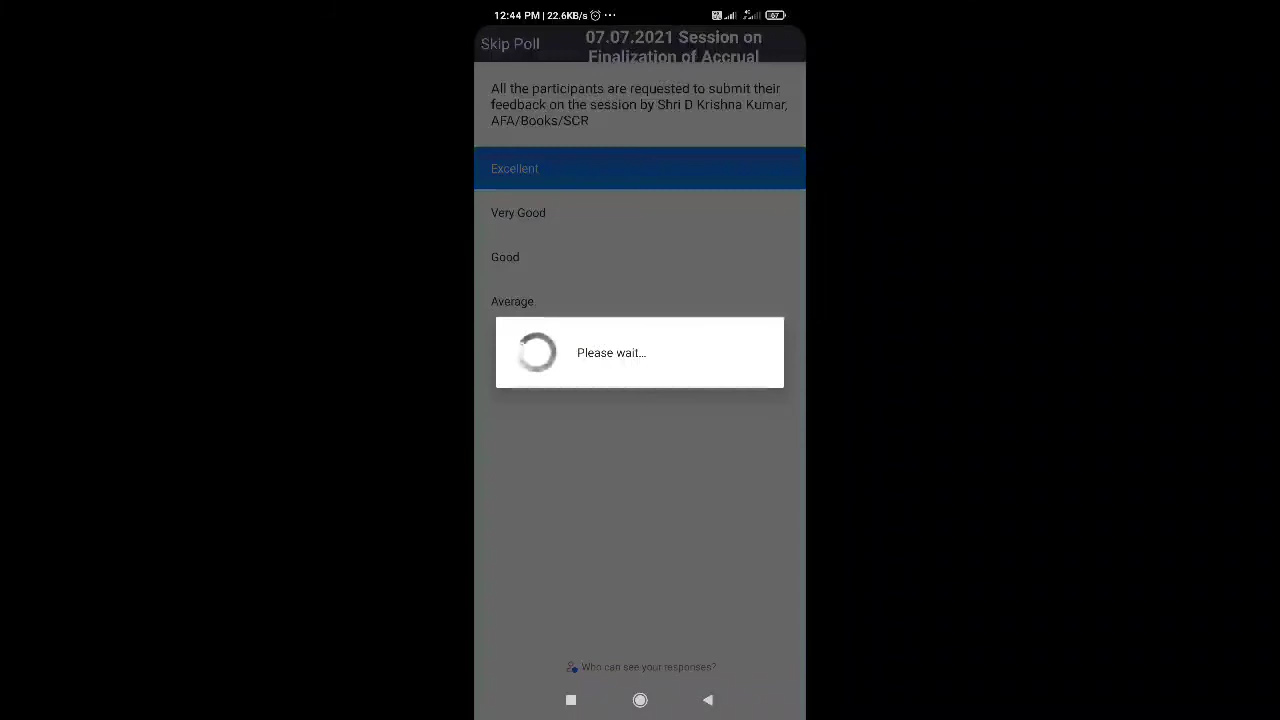 12:44 PM | 22.6KB/s
4G
67
Skip Poll
07.07.2021 Session on
Finalization of Accrual
All the participants are requested to submit their
feedback on the session by Shri D Krishna Kumar,
AFA/Books/SCR
Excellent
Very Good
Good
Average
Please wait...
Who can see your responses?